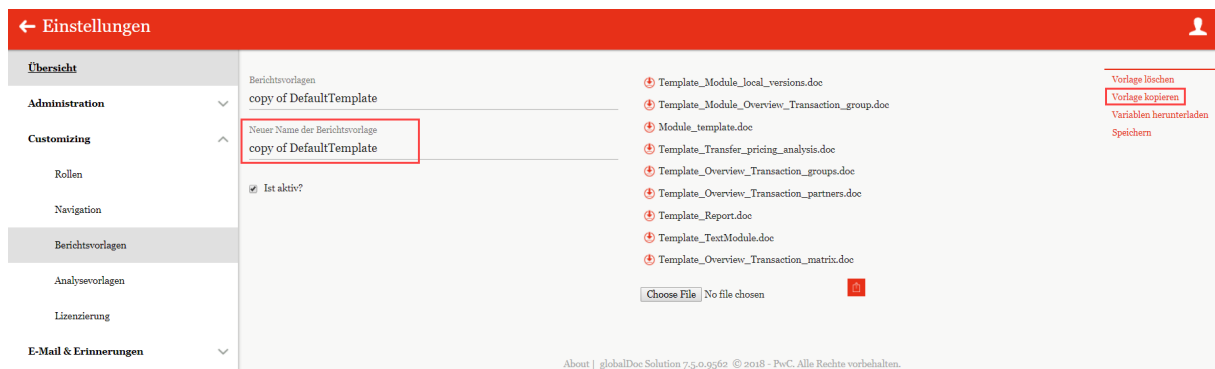 Einstellungen
Übersicht
Administration
Customizing
Rollen
Navigation
Berichtsvorlagen
Analysevorlagen
Lizenzierung
E-Mail & Erinnerungen
Berichtsvorlagen
copy of DefaultTemplate
Neuer Name der Berichtsvorlage
copy of DefaultTemplate
Ist aktiv?
Template_Module_local_versions.doc
Template_Module_Overview_Transaction_group.doc
Module_template.doc
Template_Transfer_pricing_analysis.doc
Template_Overview_Transaction_groups.doc
Template_Overview_Transaction_partners.doc
Template_Report.doc
Template_TextModule.doc
Template_Overview_Transaction_matrix.doc
Choose File No file chosen
Vorlage löschen
Vorlage kopieren
Variablen herunterladen
Speichern
About | globalDoc Solution 7.5.0.9562 © 2018 - PwC. Alle Rechte vorbehalten.